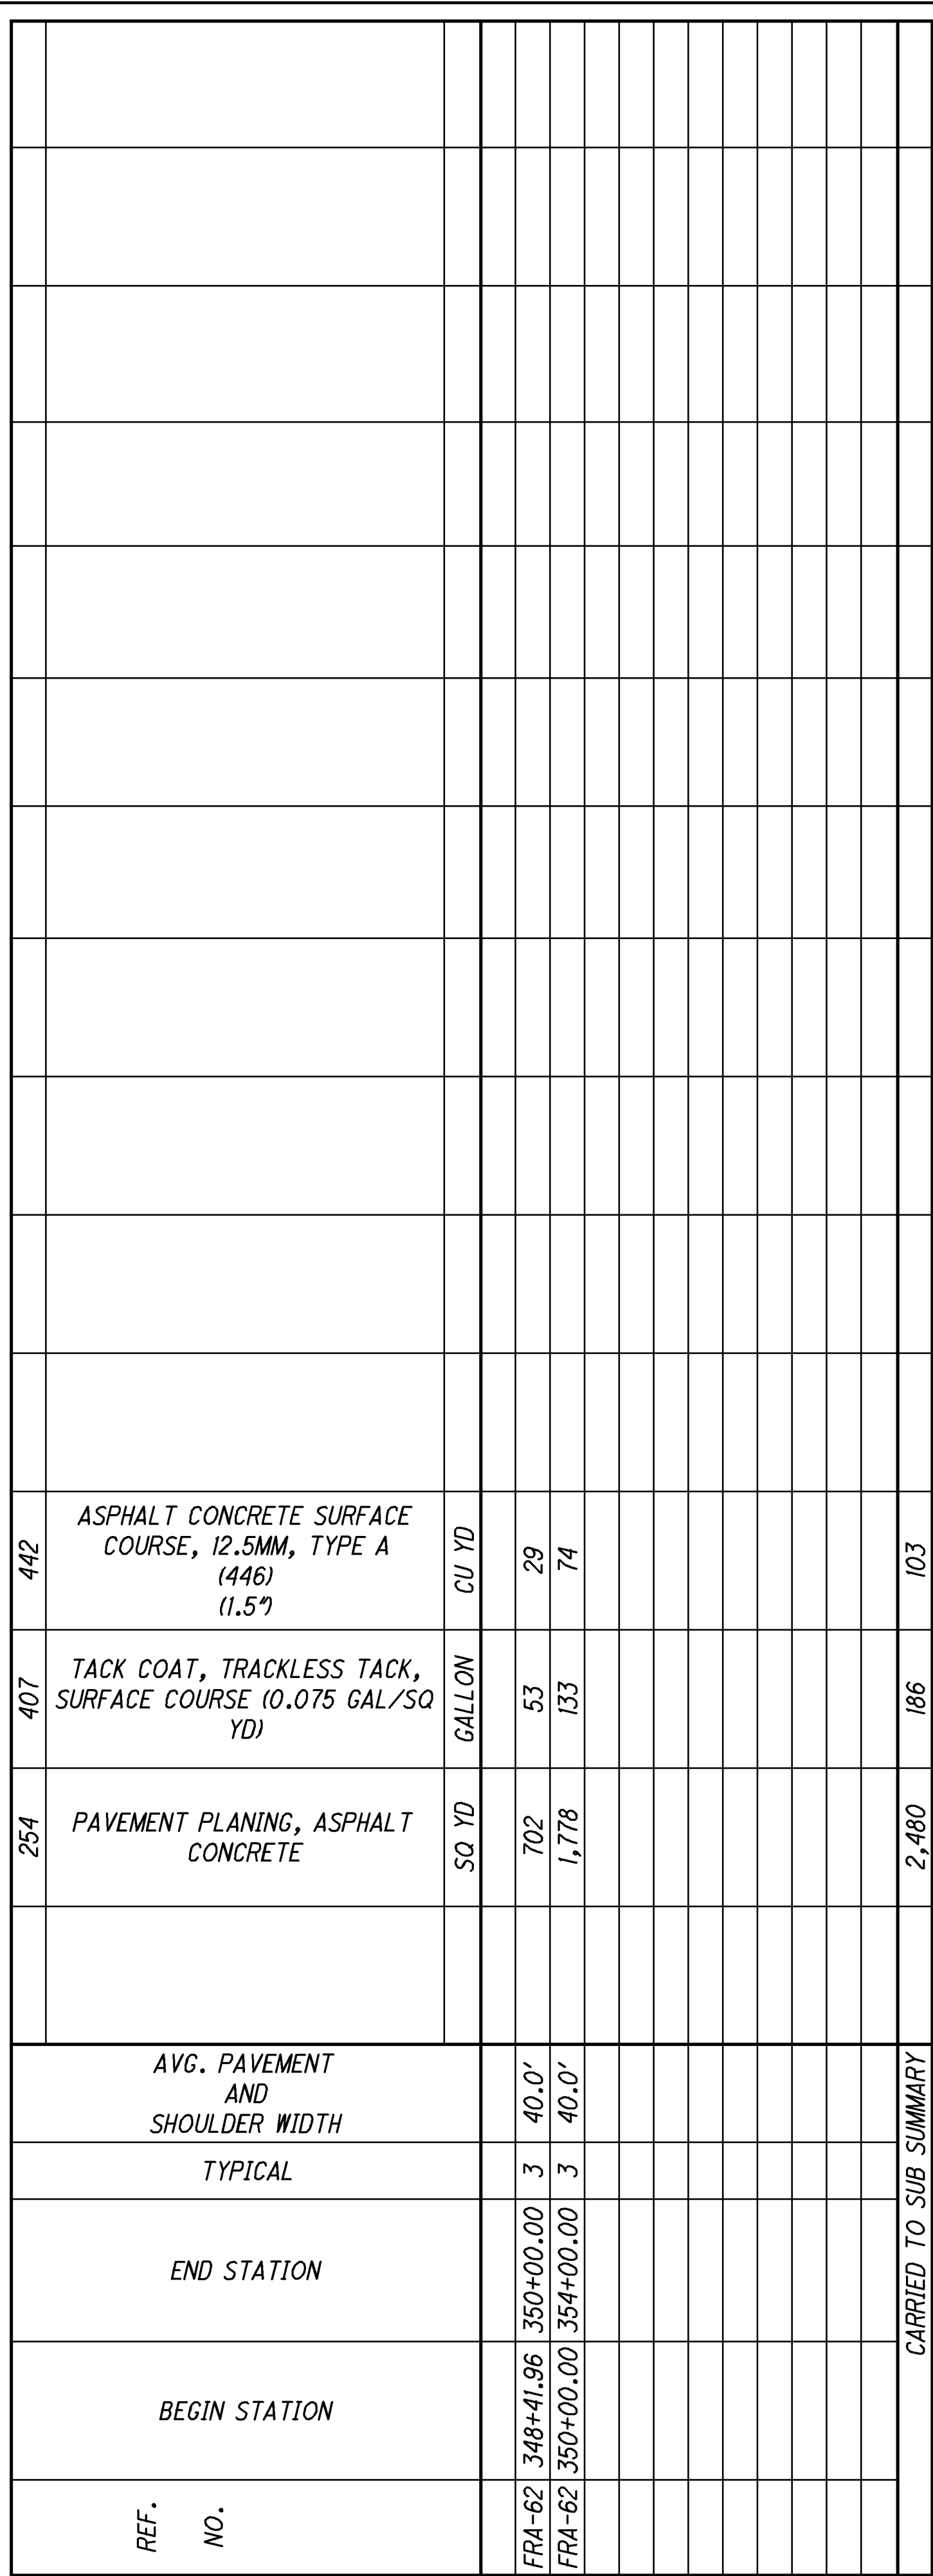 REF.
NO.
BEGIN STATION
END STATION
TYPICAL
AVG. PAVEMENT
AND
SHOULDER WIDTH
254
PAVEMENT PLANING, ASPHALT
CONCRETE
SQ YD
407
TACK COAT, TRACKLESS TACK,
SURFACE COURSE (0.075 GAL/SQ
YD)
GALLON
442
ASPHALT CONCRETE SURFACE
COURSE, 12.5MM, TYPE A
(446)
(1.5")
CU YD
FRA-62 348+41.96 350+00.00 3 40.0' 702 53 29
FRA-62 350+00.00 354+00.00 3 40.0' 1,778 133 74
CARRIED TO SUB SUMMARY 2,480 186 103